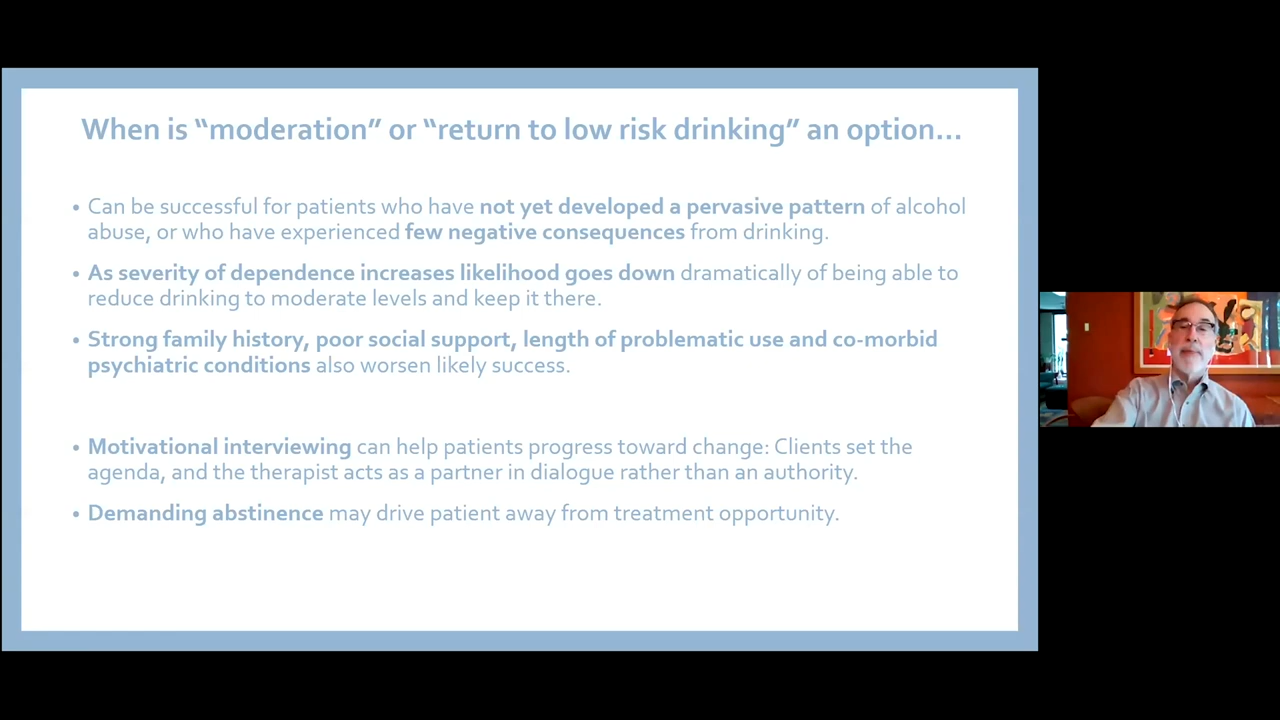 When is “moderation” or “return to low risk drinking” an option…
• Can be successful for patients who have not yet developed a pervasive pattern of alcohol
abuse, or who have experienced few negative consequences from drinking.
• As severity of dependence increases likelihood goes down dramatically of being able to
reduce drinking to moderate levels and keep it there.
• Strong family history, poor social support, length of problematic use and co-morbid
psychiatric conditions also worsen likely success.
• Motivational interviewing can help patients progress toward change: Clients set the
agenda, and the therapist acts as a partner in dialogue rather than an authority.
• Demanding abstinence may drive patient away from treatment opportunity.